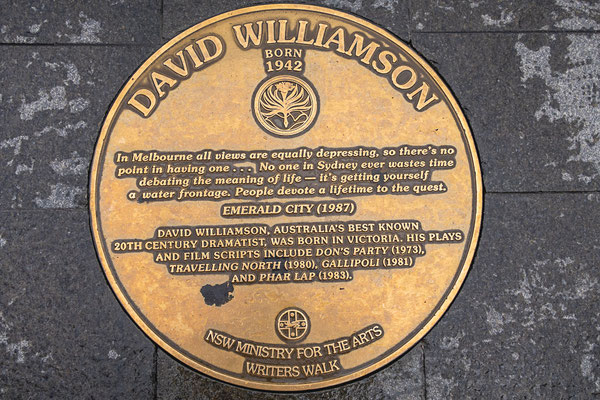 DAVID WILLIAMSON
BORN
1942
In Melbourne all views are equally depressing, so there's no
point in having one . . . No one in Sydney ever wastes time
debating the meaning of life — it's getting yourself
a water frontage. People devote a lifetime to the quest.
EMERALD CITY (1987)
DAVID WILLIAMSON, AUSTRALIA'S BEST KNOWN
20TH CENTURY DRAMATIST, WAS BORN IN VICTORIA. HIS PLAYS
AND FILM SCRIPTS INCLUDE DON'S PARTY (1973),
TRAVELLING NORTH (1980), GALLIPOLI (1981)
AND PHAR LAP (1983).
NSW MINISTRY FOR THE ARTS
WRITERS WALK